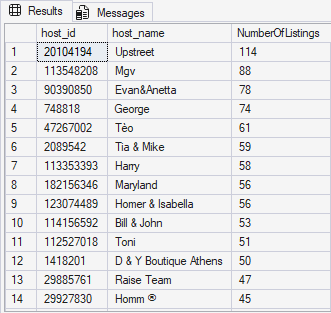 Results Messages
host_id host_name NumberOfListings
1 20104194 Upstreet 114
2 113548208 Mgv 88
3 90390850 Evan&Anetta 78
4 748818 George 74
5 47267002 Tèo 61
6 2089542 Tia & Mike 59
7 113353393 Harry 58
8 182156346 Maryland 56
9 123074489 Homer & Isabella 56
10 114156592 Bill & John 53
11 112527018 Toni 51
12 1418201 D & Y Boutique Athens 50
13 29885761 Raise Team 47
14 29927830 Homm ® 45